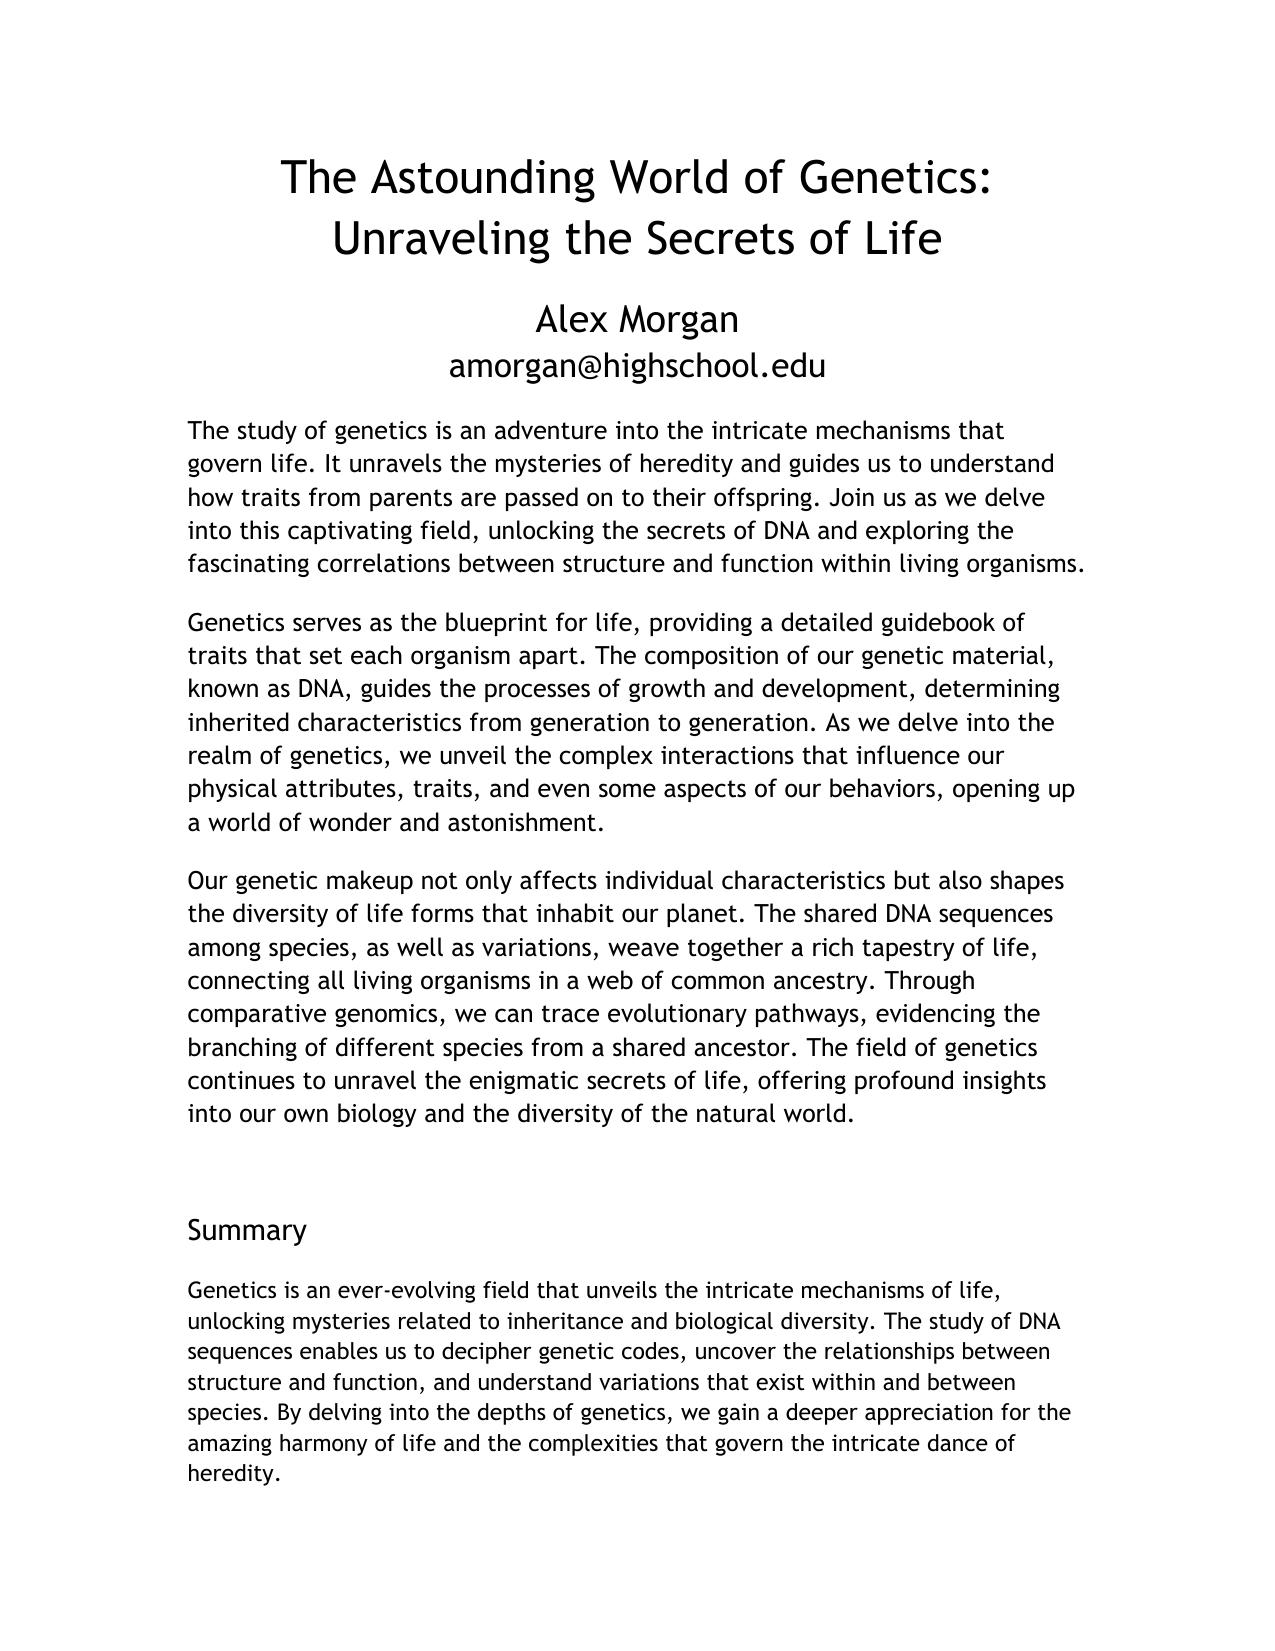 The Astounding World of Genetics:
Unraveling the Secrets of Life
Alex Morgan
amorgan@highschool.edu
The study of genetics is an adventure into the intricate mechanisms that
govern life. It unravels the mysteries of heredity and guides us to understand
how traits from parents are passed on to their offspring. Join us as we delve
into this captivating field, unlocking the secrets of DNA and exploring the
fascinating correlations between structure and function within living organisms.
Genetics serves as the blueprint for life, providing a detailed guidebook of
traits that set each organism apart. The composition of our genetic material,
known as DNA, guides the processes of growth and development, determining
inherited characteristics from generation to generation. As we delve into the
realm of genetics, we unveil the complex interactions that influence our
physical attributes, traits, and even some aspects of our behaviors, opening up
a world of wonder and astonishment.
Our genetic makeup not only affects individual characteristics but also shapes
the diversity of life forms that inhabit our planet. The shared DNA sequences
among species, as well as variations, weave together a rich tapestry of life,
connecting all living organisms in a web of common ancestry. Through
comparative genomics, we can trace evolutionary pathways, evidencing the
branching of different species from a shared ancestor. The field of genetics
continues to unravel the enigmatic secrets of life, offering profound insights
into our own biology and the diversity of the natural world.
Summary
Genetics is an ever-evolving field that unveils the intricate mechanisms of life,
unlocking mysteries related to inheritance and biological diversity. The study of DNA
sequences enables us to decipher genetic codes, uncover the relationships between
structure and function, and understand variations that exist within and between
species. By delving into the depths of genetics, we gain a deeper appreciation for the
amazing harmony of life and the complexities that govern the intricate dance of
heredity.